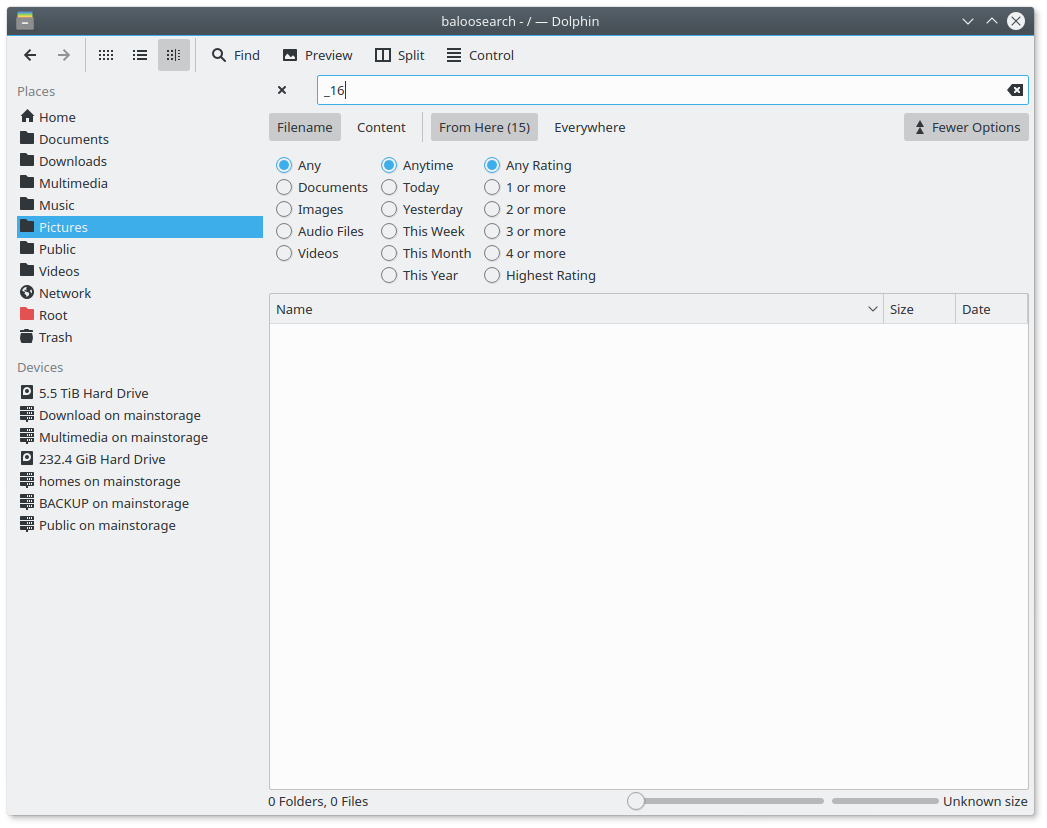 baloosearch - / — Dolphin
Find Preview Split Control
Places
Home
Documents
Downloads
Multimedia
Music
Pictures
Public
Videos
Network
Root
Trash
Devices
5.5 TiB Hard Drive
Download on mainstorage
Multimedia on mainstorage
232.4 GiB Hard Drive
homes on mainstorage
BACKUP on mainstorage
Public on mainstorage
_16
Filename Content From Here (15) Everywhere Fewer Options
Any Anytime Any Rating
Documents Today 1 or more
Images Yesterday 2 or more
Audio Files This Week 3 or more
Videos This Month 4 or more
This Year Highest Rating
Name Size Date
0 Folders, 0 Files Unknown size